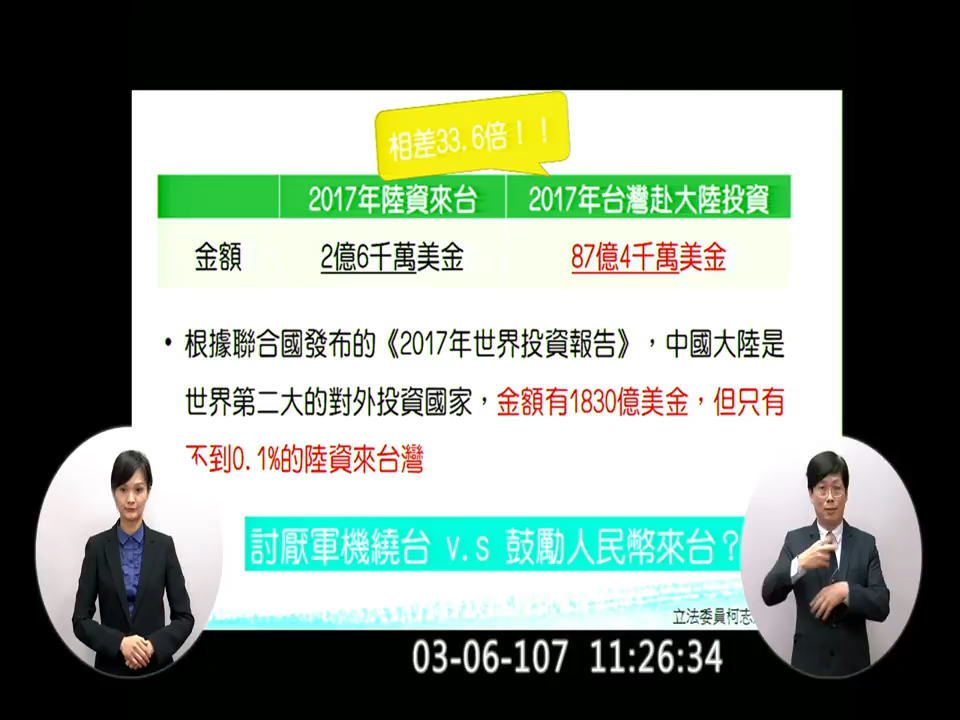 相差33.6倍！！
2017年陸資來台 2017年台灣赴大陸投資
金額 2億6千萬美金 87億4千萬美金
• 根據聯合國發布的《2017年世界投資報告》，中國大陸是
世界第二大的對外投資國家，金額有1830億美金，但只有
不到0.1%的陸資來台灣
討厭軍機繞台 v.s 鼓勵人民幣來台？
立法委員柯志
03-06-107 11:26:34